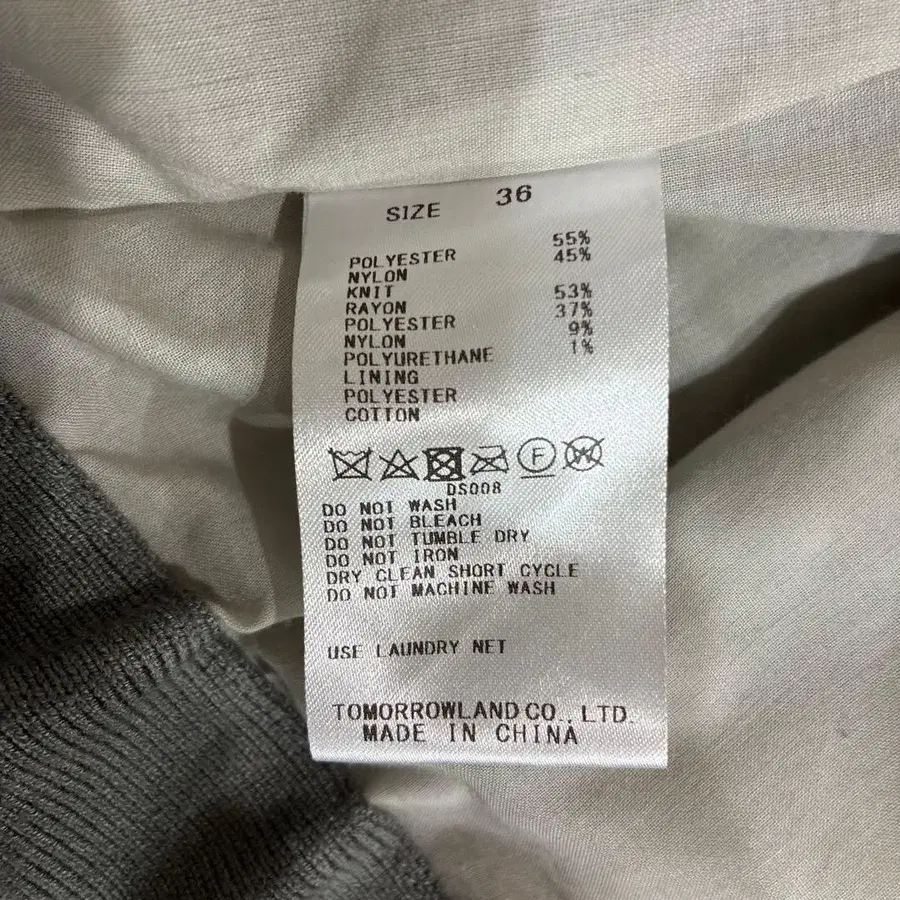 SIZE 36
POLYESTER 55%
NYLON 45%
KNIT
RAYON 53%
POLYESTER 37%
NYLON 9%
POLYURETHANE 1%
LINING
POLYESTER
COTTON
F W
DS008
DO NOT WASH
DO NOT BLEACH
DO NOT TUMBLE DRY
DO NOT IRON
DRY CLEAN SHORT CYCLE
DO NOT MACHINE WASH
USE LAUNDRY NET
TOMORROWLAND CO., LTD.
MADE IN CHINA